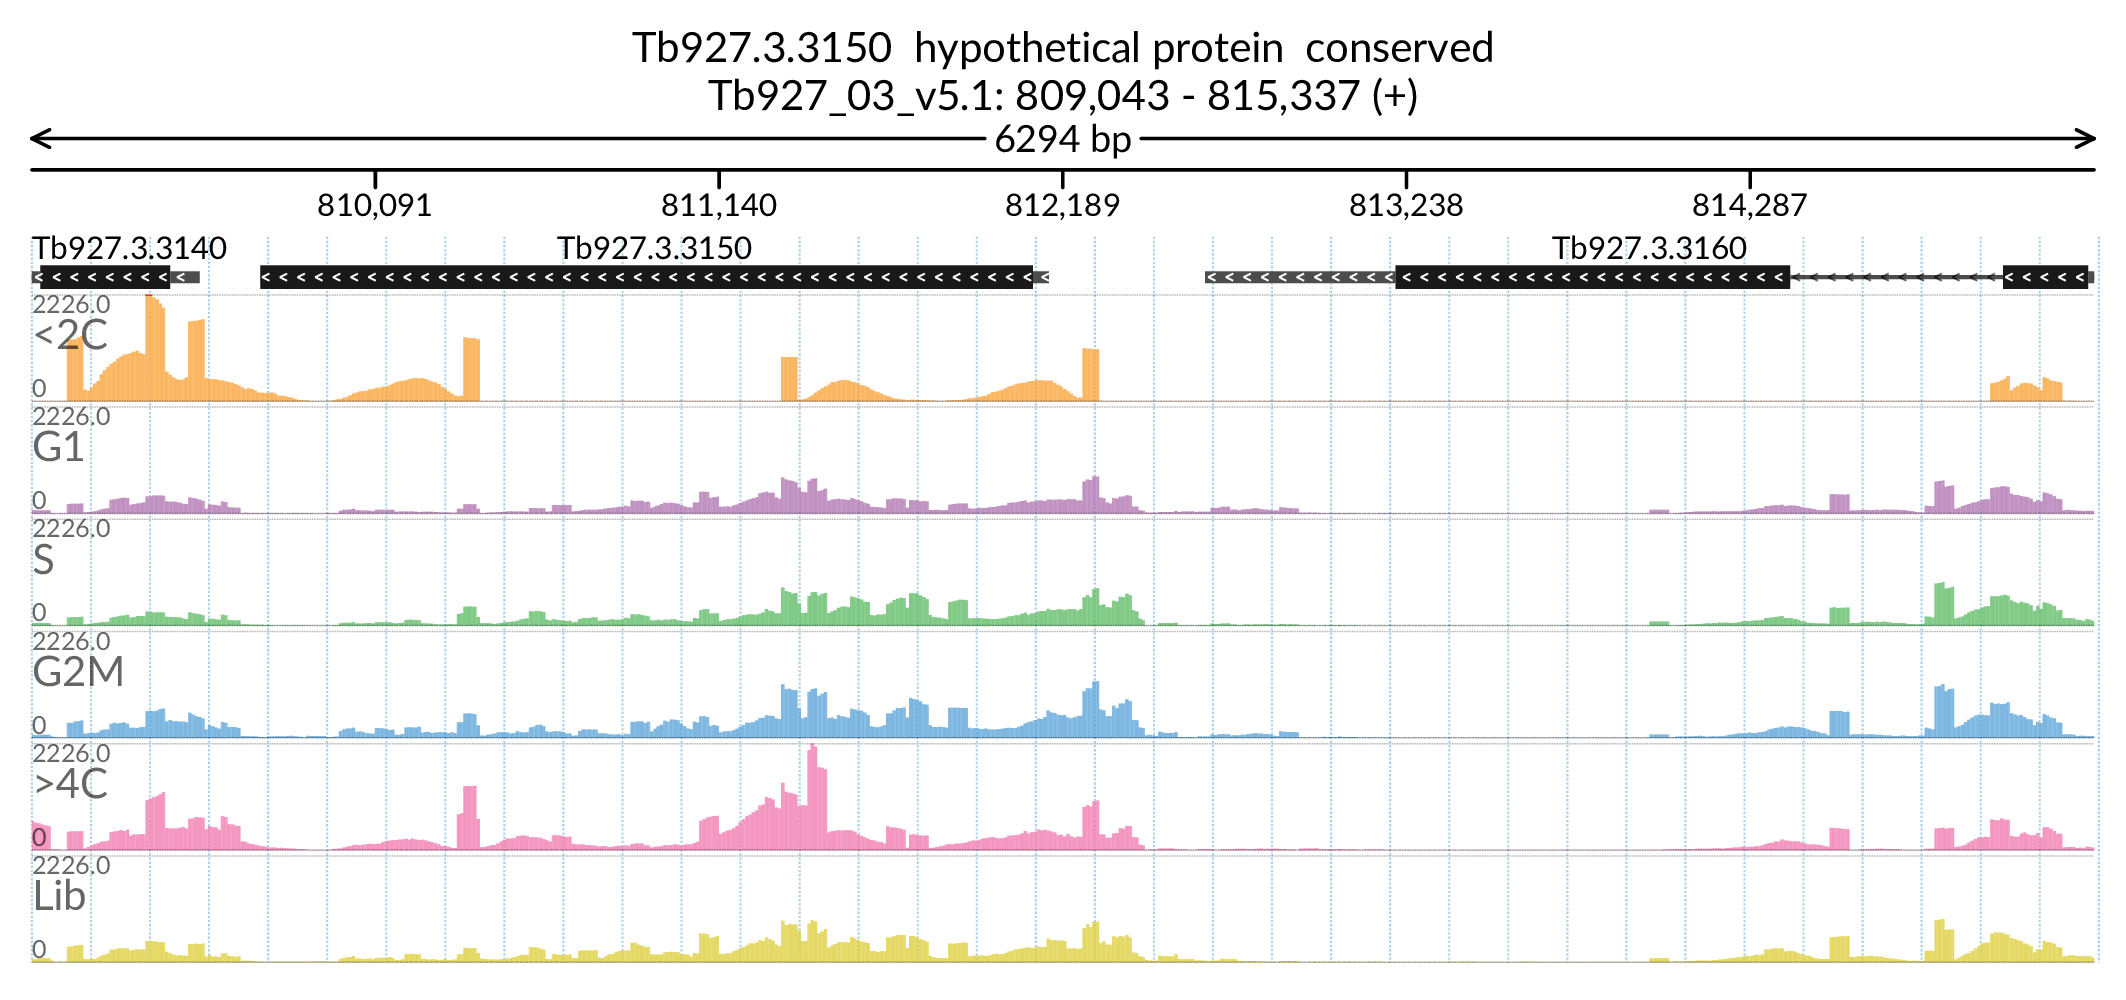 Tb927.3.3150  hypothetical protein  conserved
Tb927_03_v5.1: 809,043 - 815,337 (+)
6294 bp
810,091 811,140 812,189 813,238 814,287
Tb927.3.3140 Tb927.3.3150 Tb927.3.3160
2226.0
<2C
0
2226.0
G1
0
2226.0
S
0
2226.0
G2M
0
2226.0
>4C
0
2226.0
Lib
0